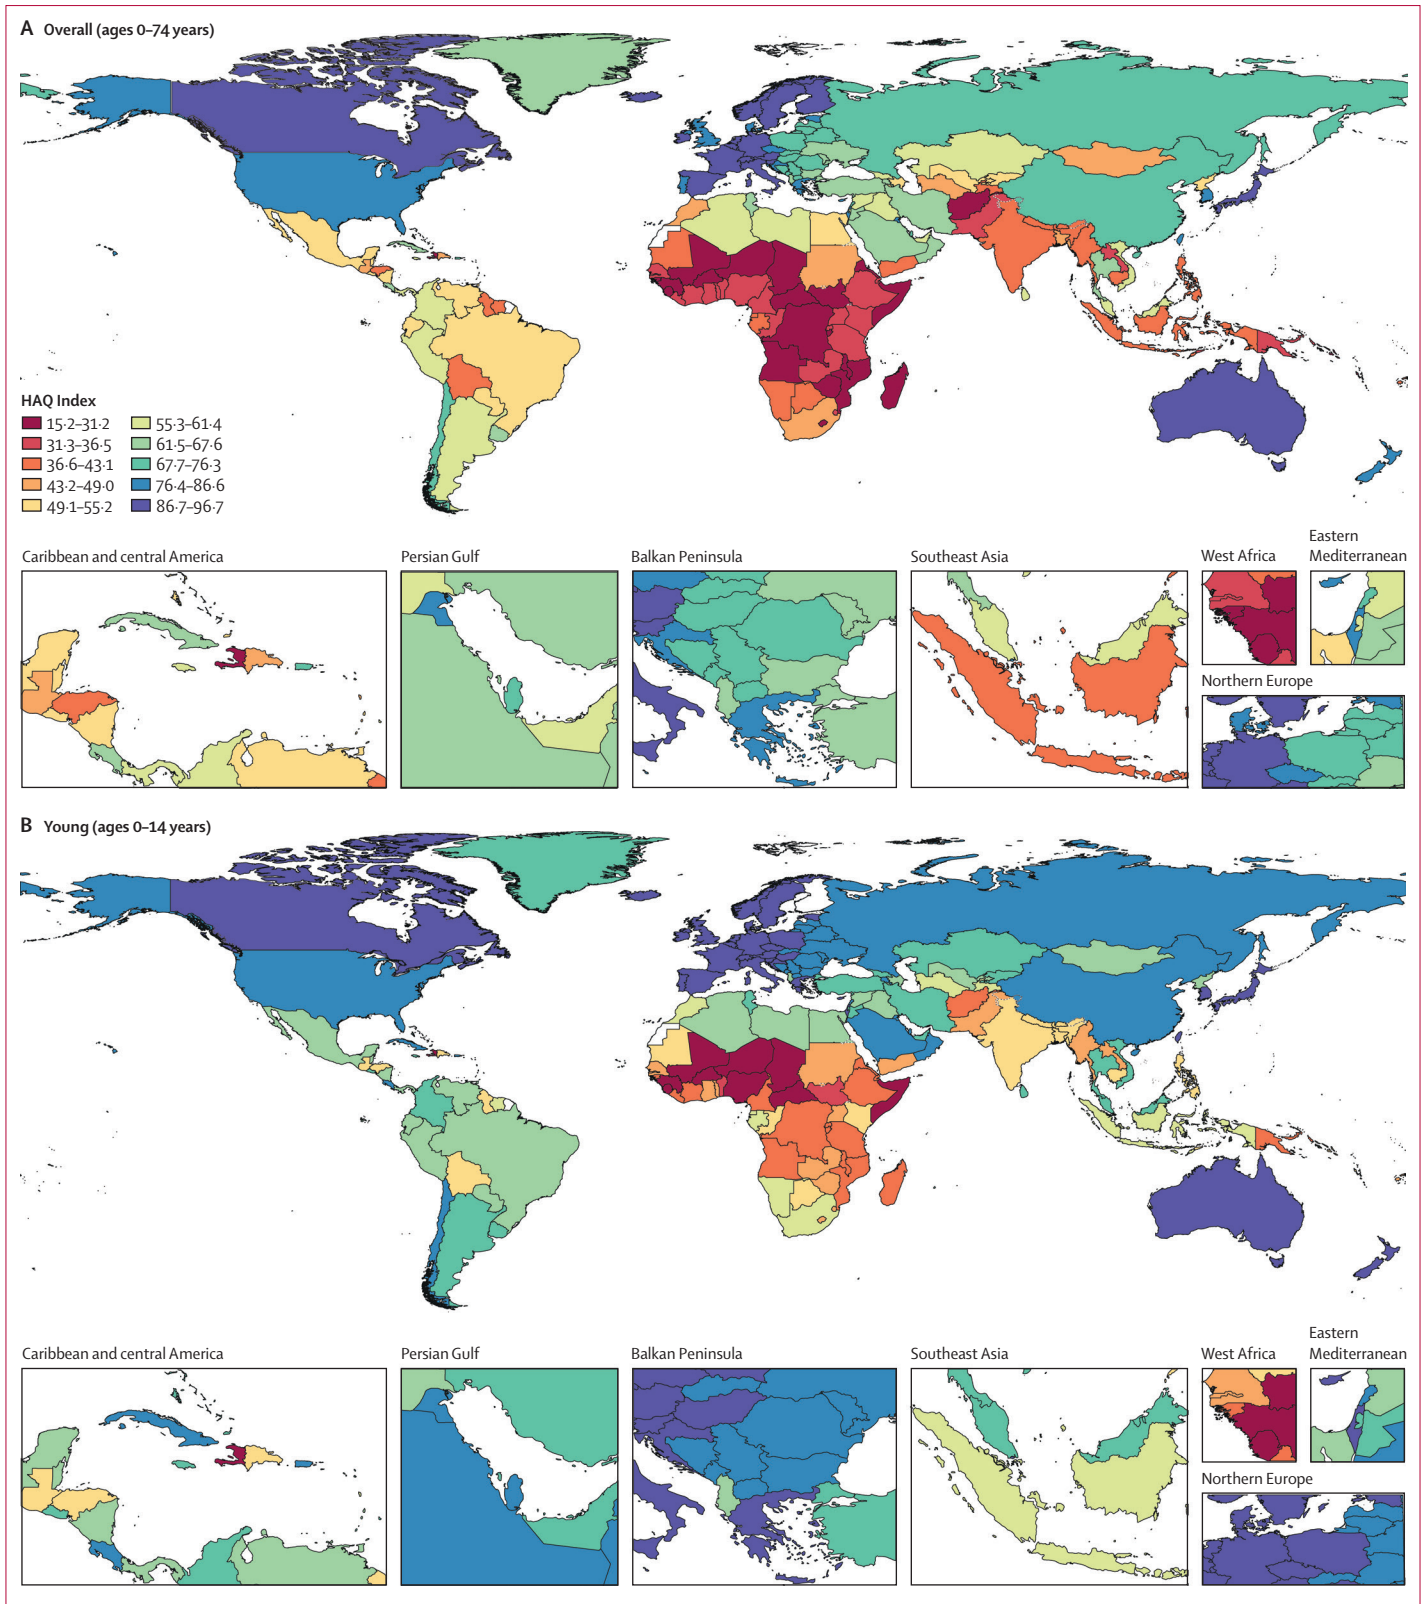 A Overall (ages 0–74 years)
HAQ Index
15·2–31·2
31·3–36·5
36·6–43·1
43·2–49·0
49·1–55·2
55·3–61·4
61·5–67·6
67·7–76·3
76·4–86·6
86·7–96·7
Caribbean and central America
Persian Gulf
Balkan Peninsula
Southeast Asia
West Africa
Eastern
Mediterranean
Northern Europe
B Young (ages 0–14 years)
Caribbean and central America
Persian Gulf
Balkan Peninsula
Southeast Asia
West Africa
Eastern
Mediterranean
Northern Europe